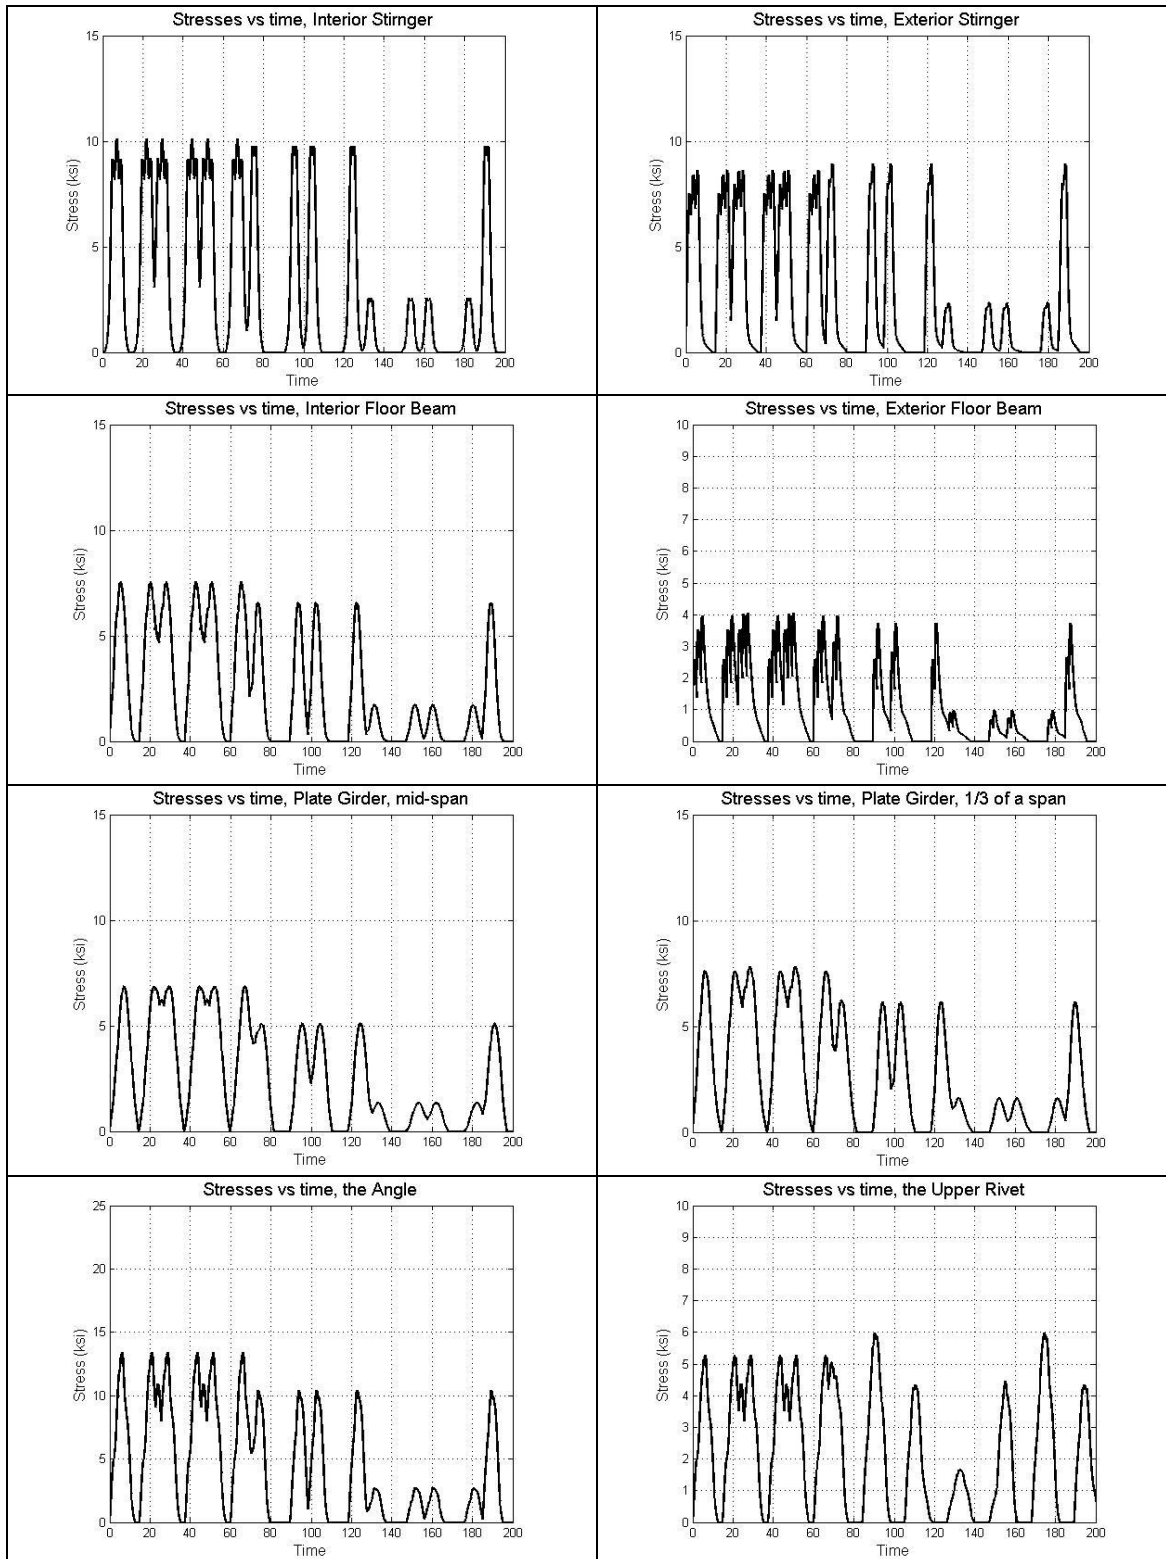 Stresses vs time, Interior Stirnger
Stress (ksi)
15
10
5
0
0 20 40 60 80 100 120 140 160 180 200
Time
Stresses vs time, Exterior Stirnger
Stress (ksi)
15
10
5
0
0 20 40 60 80 100 120 140 160 180 200
Time
Stresses vs time, Interior Floor Beam
Stress (ksi)
15
10
5
0
0 20 40 60 80 100 120 140 160 180 200
Time
Stresses vs time, Exterior Floor Beam
Stress (ksi)
10
9
8
7
6
5
4
3
2
1
0
0 20 40 60 80 100 120 140 160 180 200
Time
Stresses vs time, Plate Girder, mid-span
Stress (ksi)
15
10
5
0
0 20 40 60 80 100 120 140 160 180 200
Time
Stresses vs time, Plate Girder, 1/3 of a span
Stress (ksi)
15
10
5
0
0 20 40 60 80 100 120 140 160 180 200
Time
Stresses vs time, the Angle
Stress (ksi)
25
20
15
10
5
0
0 20 40 60 80 100 120 140 160 180 200
Time
Stresses vs time, the Upper Rivet
Stress (ksi)
10
9
8
7
6
5
4
3
2
1
0
0 20 40 60 80 100 120 140 160 180 200
Time